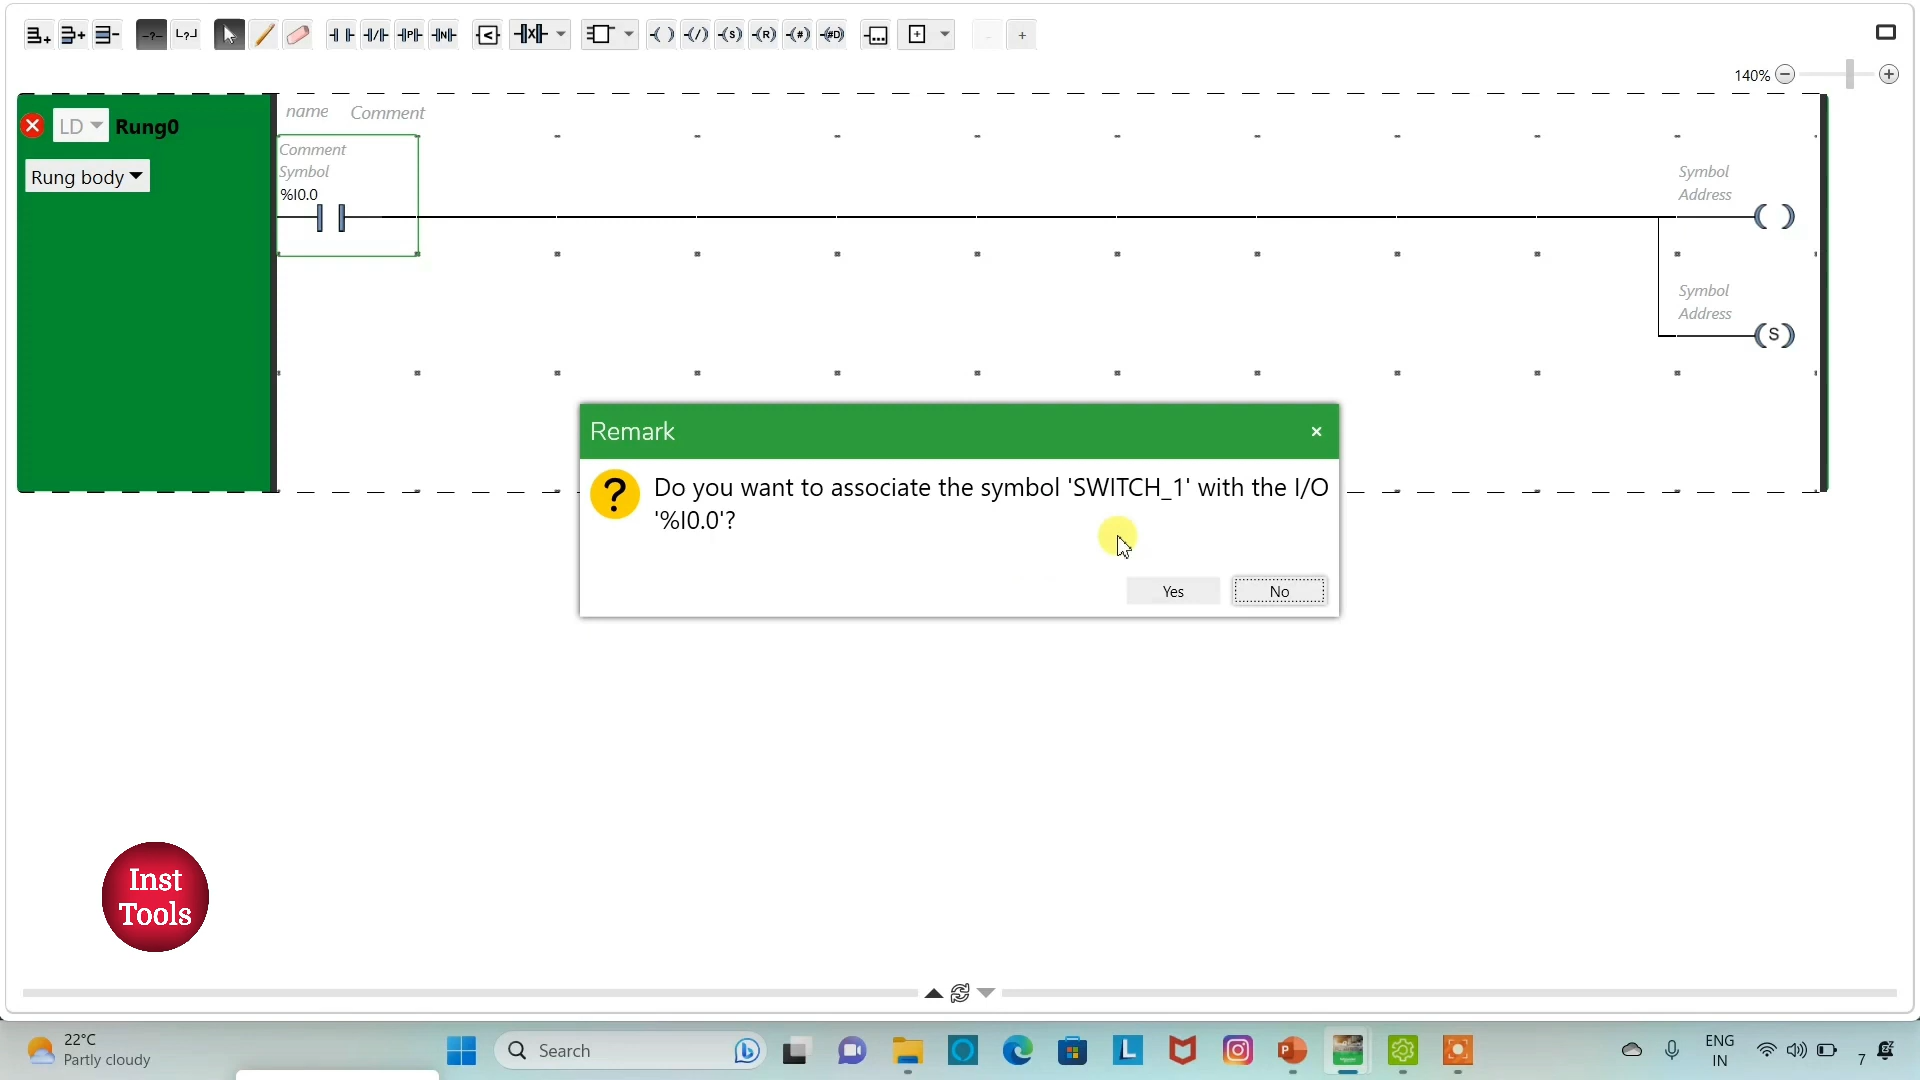 140%
LD Rung0
name Comment
Rung body
Comment
Symbol
%I0.0
Symbol
Address
Symbol
Address
S
Remark ×
Do you want to associate the symbol 'SWITCH_1' with the I/O
'%I0.0'?
Yes No
Inst
Tools
22°C
Partly cloudy
Search
ENG
IN
7